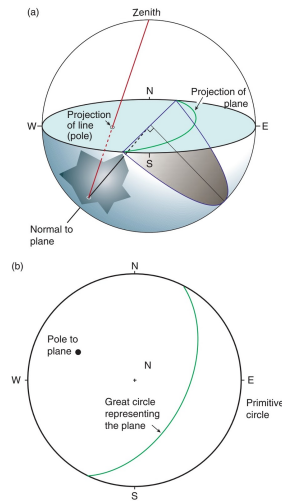 (a)
Zenith
N
Projection of
plane
Projection
of line
(pole)
W
E
S
Normal to
plane
(b)
N
Pole to
plane
N
W
E
Great circle
representing
the plane
Primitive
circle
S